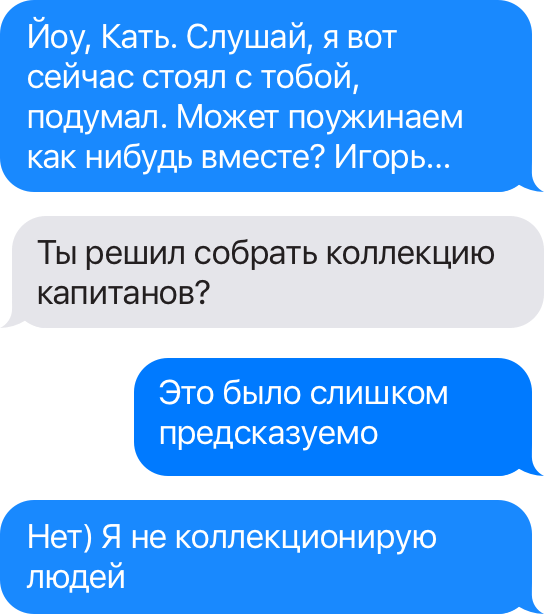 Йоу, Кать. Слушай, я вот
сейчас стоял с тобой,
подумал. Может поужинаем
как нибудь вместе? Игорь...
Ты решил собрать коллекцию
капитанов?
Это было слишком
предсказуемо
Нет) Я не коллекционирую
людей